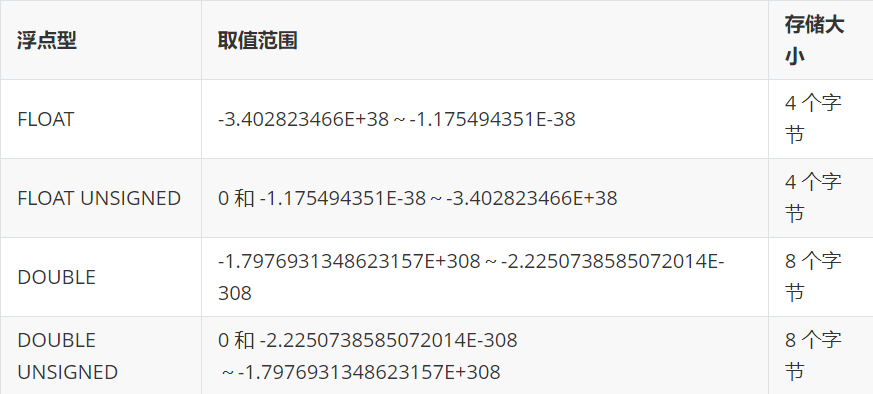 浮点型 取值范围 存储大
小
FLOAT -3.402823466E+38～-1.175494351E-38 4 个字
节
FLOAT UNSIGNED 0 和 -1.175494351E-38～-3.402823466E+38 4 个字
节
DOUBLE -1.7976931348623157E+308～-2.2250738585072014E-
308 8 个字
节
DOUBLE
UNSIGNED 0 和 -2.2250738585072014E-308
～-1.7976931348623157E+308 8 个字
节